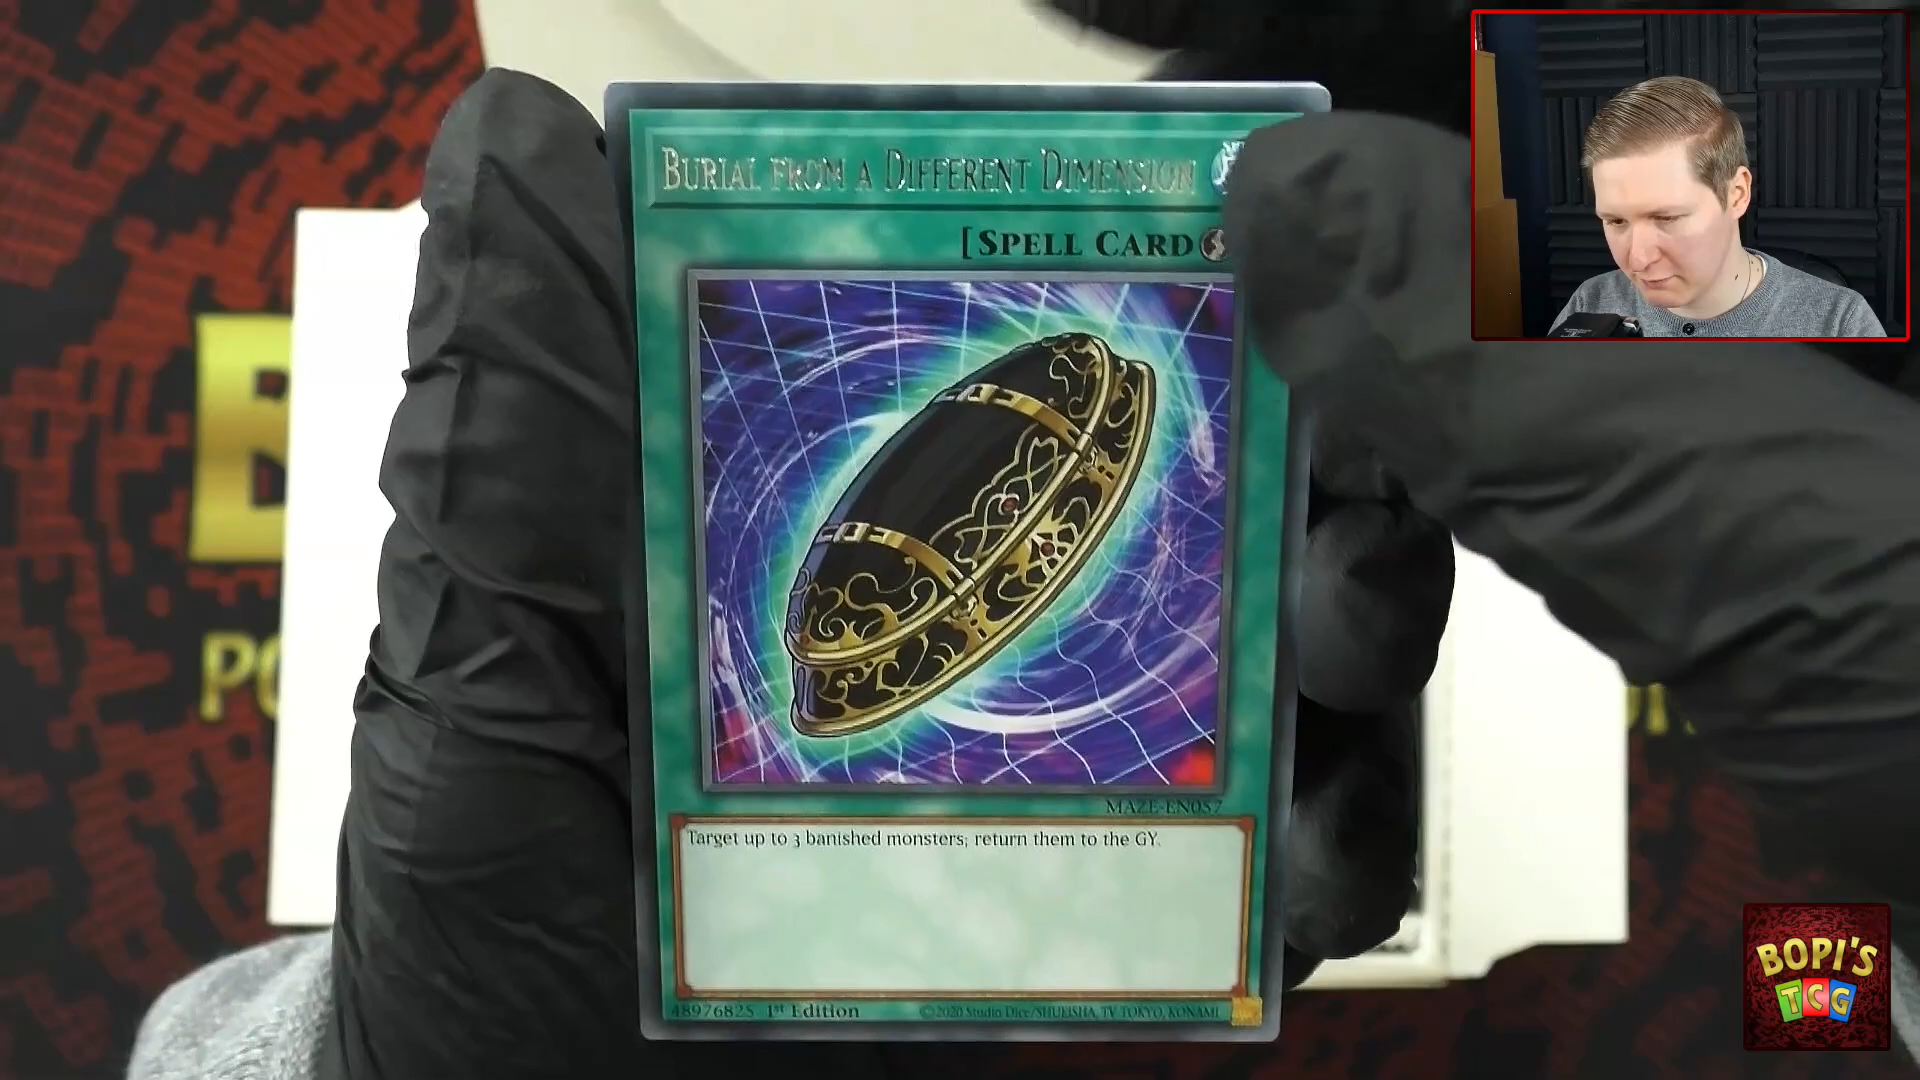 BURIAL FROM A DIFFERENT DIMENSION
[SPELL CARD
MAZE-EN057
Target up to 3 banished monsters; return them to the GY.
48976825 1st Edition
©2020 Studio Dice/SHUEISHA, TV TOKYO, KONAMI
BOPI'S
TCG